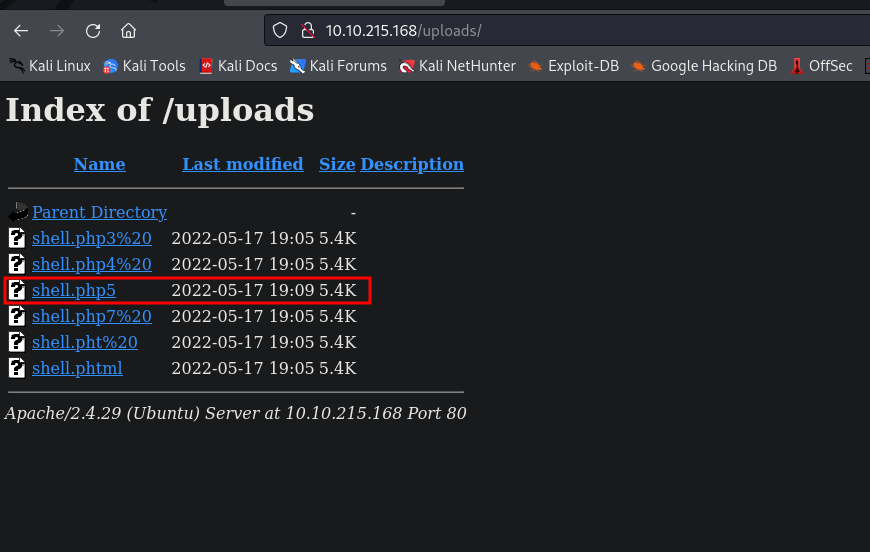 10.10.215.168/uploads/
Kali Linux Kali Tools Kali Docs Kali Forums Kali NetHunter Exploit-DB Google Hacking DB OffSec
Index of /uploads
Name Last modified Size Description
Parent Directory -
shell.php3%20 2022-05-17 19:05 5.4K
shell.php4%20 2022-05-17 19:05 5.4K
shell.php5 2022-05-17 19:09 5.4K
shell.php7%20 2022-05-17 19:05 5.4K
shell.pht%20 2022-05-17 19:05 5.4K
shell.phtml 2022-05-17 19:05 5.4K
Apache/2.4.29 (Ubuntu) Server at 10.10.215.168 Port 80